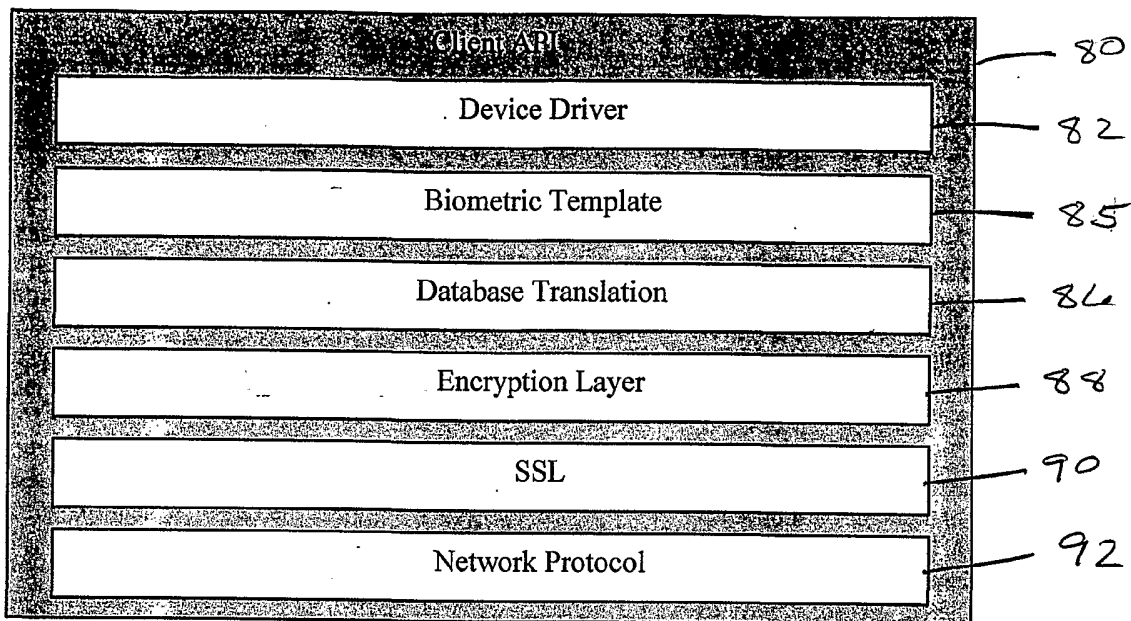 Client API
80
Device Driver
82
Biometric Template
85
Database Translation
86
Encryption Layer
88
SSL
90
Network Protocol
92